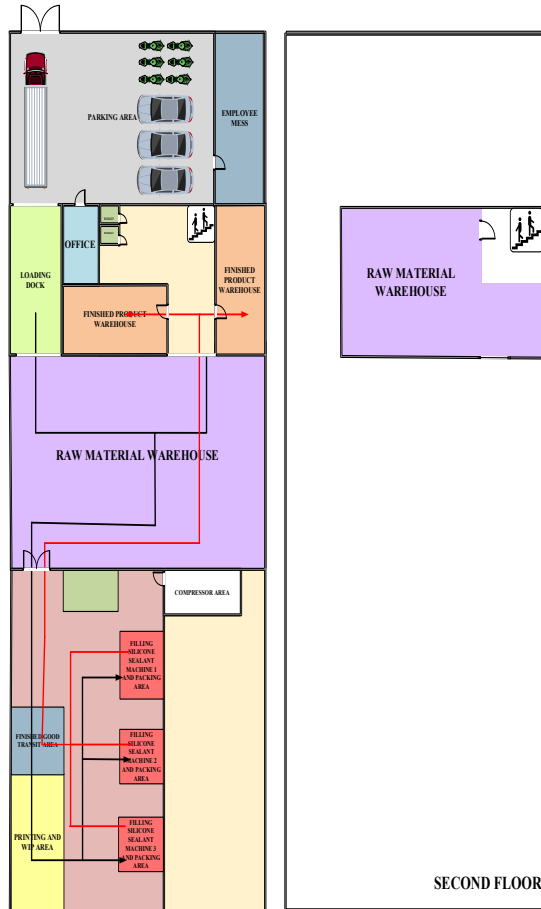 PARKING AREA
EMPLOYEE
MESS
OFFICE
LOADING
DOCK
FINISHED
PRODUCT
WAREHOUSE
FINISHED PRODUCT
WAREHOUSE
RAW MATERIAL WAREHOUSE
COMPRESSOR AREA
FILLING
SILICONE
SEALANT
MACHINE 1
AND PACKING
AREA
FINISHED GOOD
TRANSIT AREA
FILLING
SILICONE
SEALANT
MACHINE 2
AND PACKING
AREA
PRINTING AND
WIP AREA
FILLING
SILICONE
SEALANT
MACHINE 3
AND PACKING
AREA
RAW MATERIAL
WAREHOUSE
SECOND FLOOR